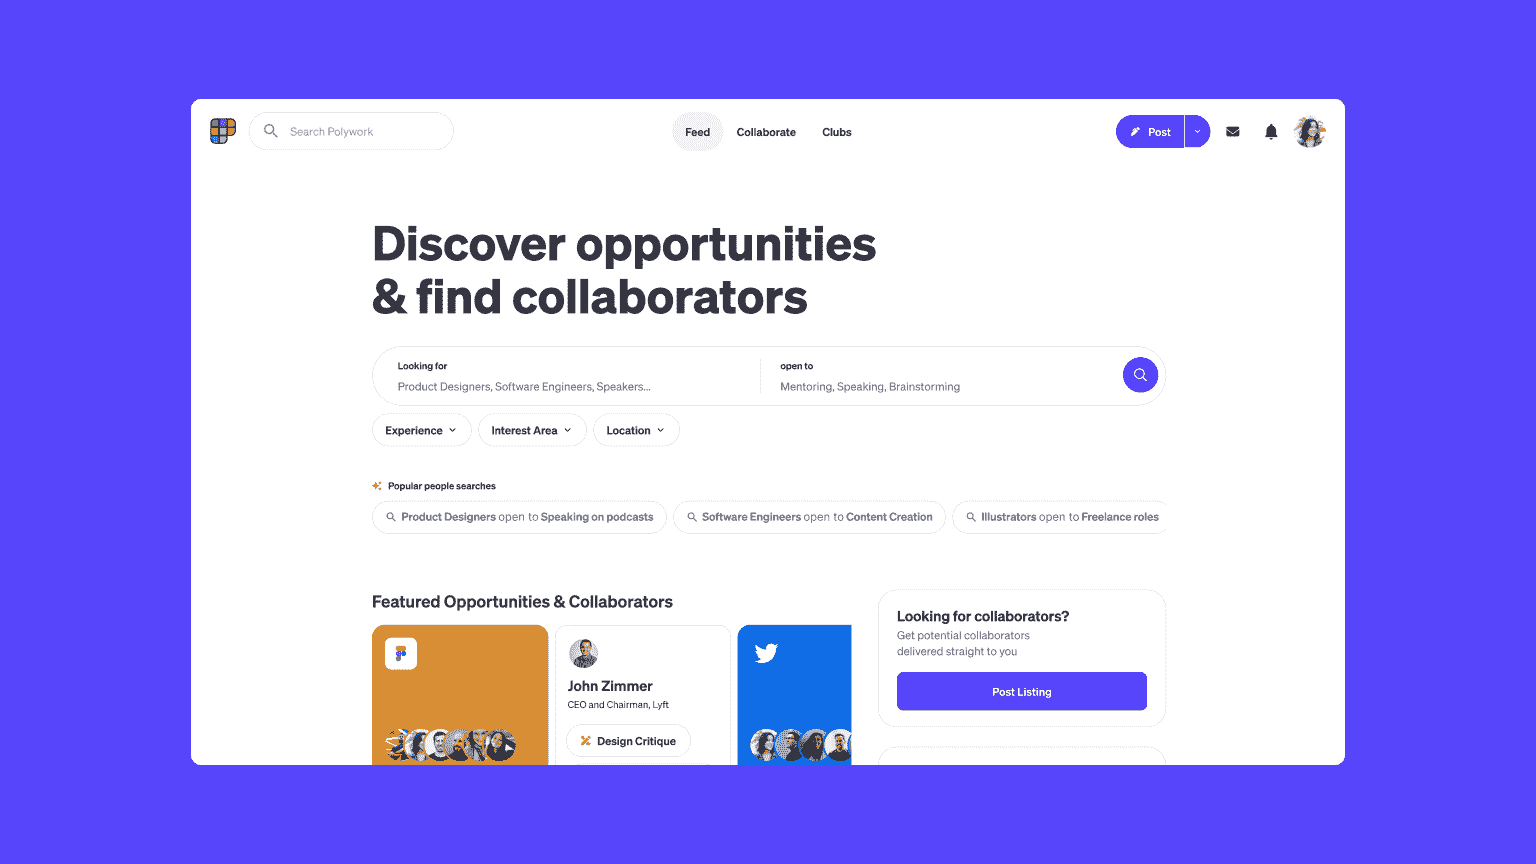 Search Polywork
Feed
Collaborate
Clubs
Post
Discover opportunities
& find collaborators
Looking for
Product Designers, Software Engineers, Speakers...
open to
Mentoring, Speaking, Brainstorming
Experience
Interest Area
Location
Popular people searches
Product Designers open to Speaking on podcasts
Software Engineers open to Content Creation
Illustrators open to Freelance roles
Featured Opportunities & Collaborators
John Zimmer
CEO and Chairman, Lyft
Design Critique
Looking for collaborators?
Get potential collaborators
delivered straight to you
Post Listing